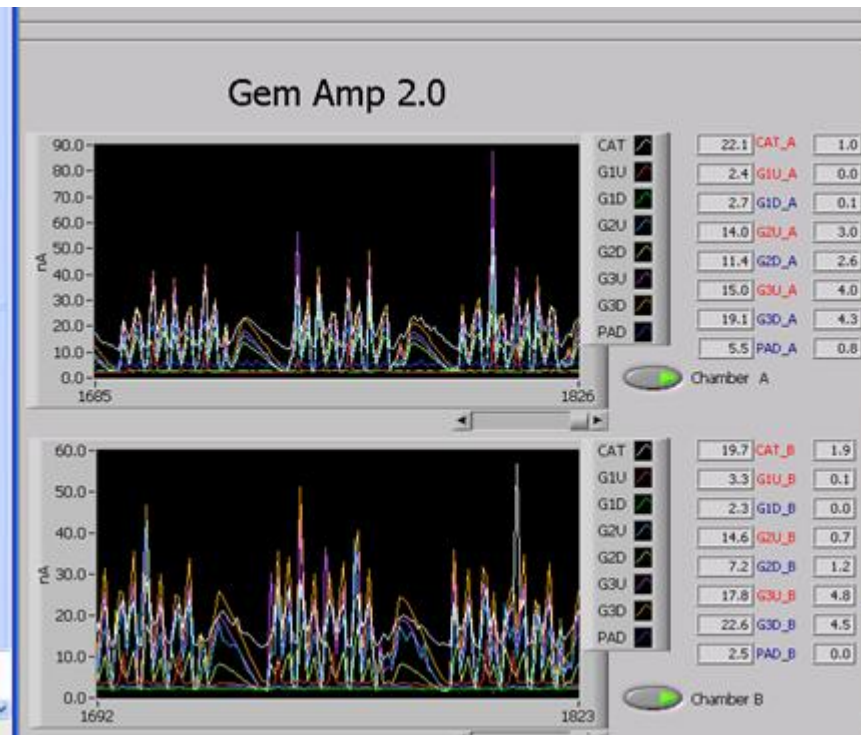 Gem Amp 2.0
90.0
80.0
70.0
60.0
50.0
40.0
30.0
20.0
10.0
0.0
nA
1685 1826
CAT
G1U
G1D
G2U
G2D
G3U
G3D
PAD
22.1 CAT_A 1.0
2.4 G1U_A 0.0
2.7 G1D_A 0.1
14.0 G2U_A 3.0
11.4 G2D_A 2.6
15.0 G3U_A 4.0
19.1 G3D_A 4.3
5.5 PAD_A 0.8
Chamber A
60.0
50.0
40.0
30.0
20.0
10.0
0.0
nA
1692 1823
CAT
G1U
G1D
G2U
G2D
G3U
G3D
PAD
19.7 CAT_B 1.9
3.3 G1U_B 0.1
2.3 G1D_B 0.0
14.6 G2U_B 0.7
7.2 G2D_B 1.2
17.8 G3U_B 4.8
22.6 G3D_B 4.5
2.5 PAD_B 0.0
Chamber B